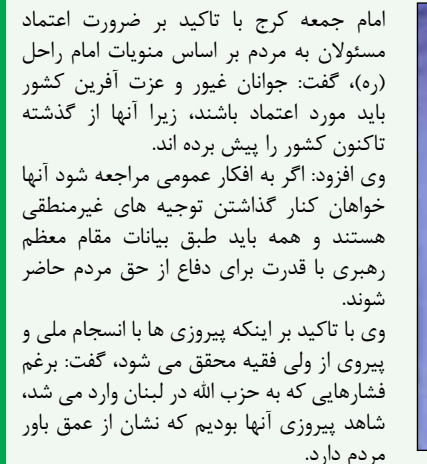 امام جمعه کرج با تاکید بر ضرورت اعتماد
مسئولان به مردم بر اساس منویات امام راحل
(ره)، گفت: جوانان غیور و عزت آفرین کشور
باید مورد اعتماد باشند، زیرا آنها از گذشته
تاکنون کشور را پیش برده اند.
وی افزود: اگر به افکار عمومی مراجعه شود آنها
خواهان کنار گذاشتن توجیه های غیرمنطقی
هستند و همه باید طبق بیانات مقام معظم
رهبری با قدرت برای دفاع از حق مردم حاضر
شوند.
وی با تاکید بر اینکه پیروزی ها با انسجام ملی و
پیروی از ولی فقیه محقق می شود، گفت: برغم
فشارهایی که به حزب الله در لبنان وارد می شد،
شاهد پیروزی آنها بودیم که نشان از عمق باور
مردم دارد.